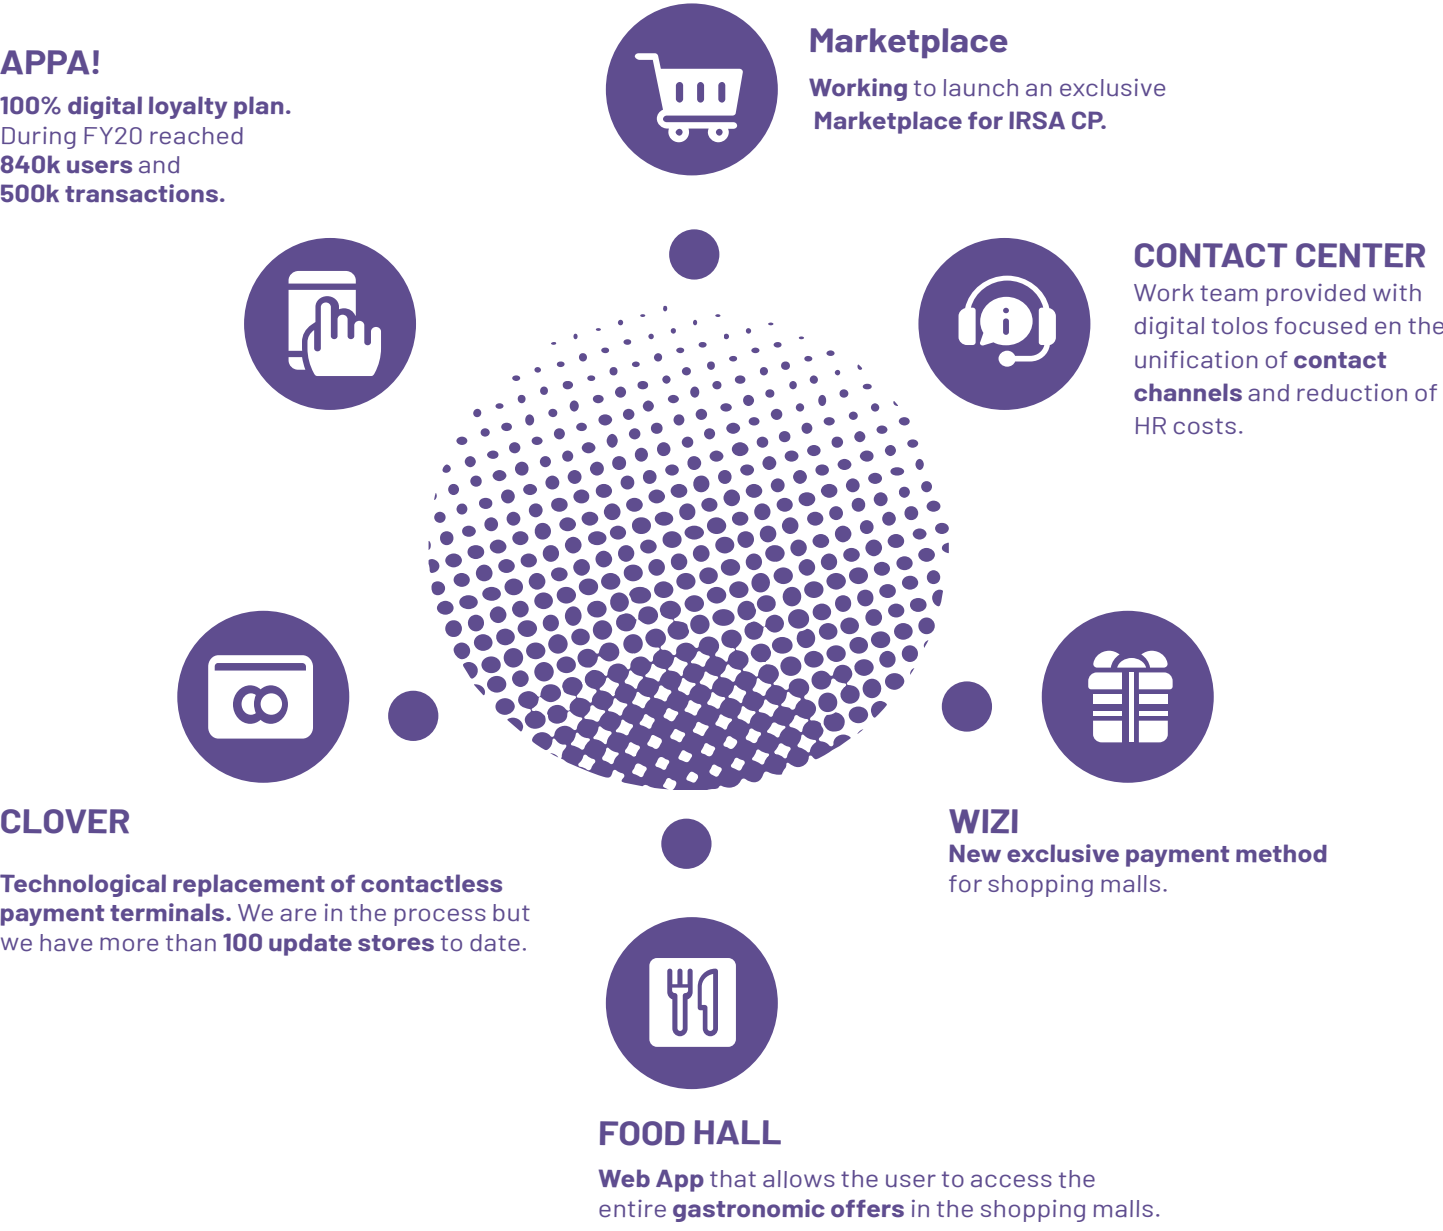 APPA!
100% digital loyalty plan.
During FY20 reached
840k users and
500k transactions.
Marketplace
Working to launch an exclusive
Marketplace for IRSA CP.
CONTACT CENTER
Work team provided with
digital tolos focused en the
unification of contact
channels and reduction of
HR costs.
CLOVER
Technological replacement of contactless
payment terminals. We are in the process but
we have more than 100 update stores to date.
WIZI
New exclusive payment method
for shopping malls.
FOOD HALL
Web App that allows the user to access the
entire gastronomic offers in the shopping malls.